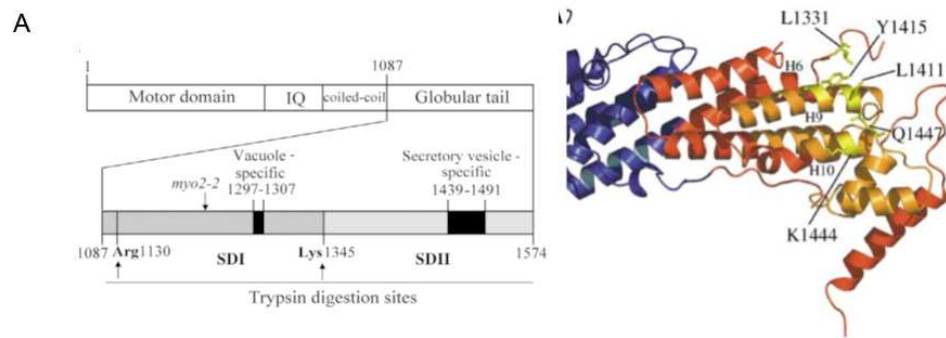 A
1
1087
Motor domain
IQ
coiled-coil
Globular tail
Vacuole -
specific
1297-1307
Secretory vesicle -
specific
1439-1491
myo2-2
1087
Arg1130
SDI
Lys1345
SDII
1574
Trypsin digestion sites
L1331
Y1415
H6
L1411
H9
Q1447
H10
K1444